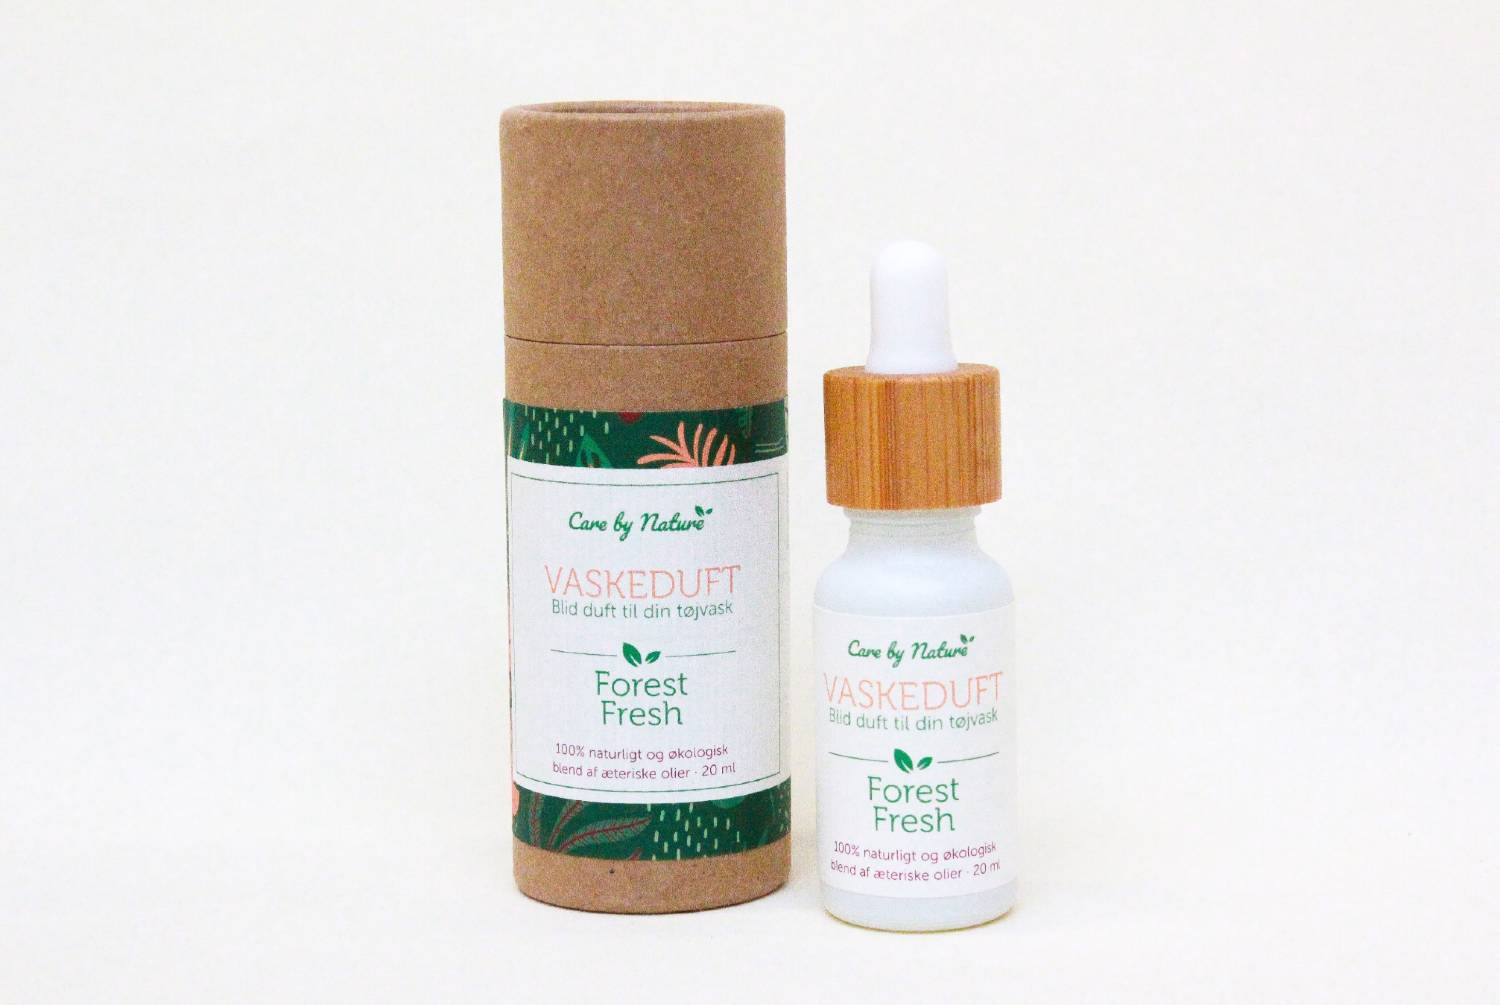 Care by Nature
VASKEDUFT
Blid duft til din tøjvask
Forest
Fresh
100% naturligt og økologisk
blend af æteriske olier · 20 ml
Care by Nature
VASKEDUFT
Blid duft til din tøjvask
Forest
Fresh
100% naturligt og økologisk
blend af æteriske olier · 20 ml